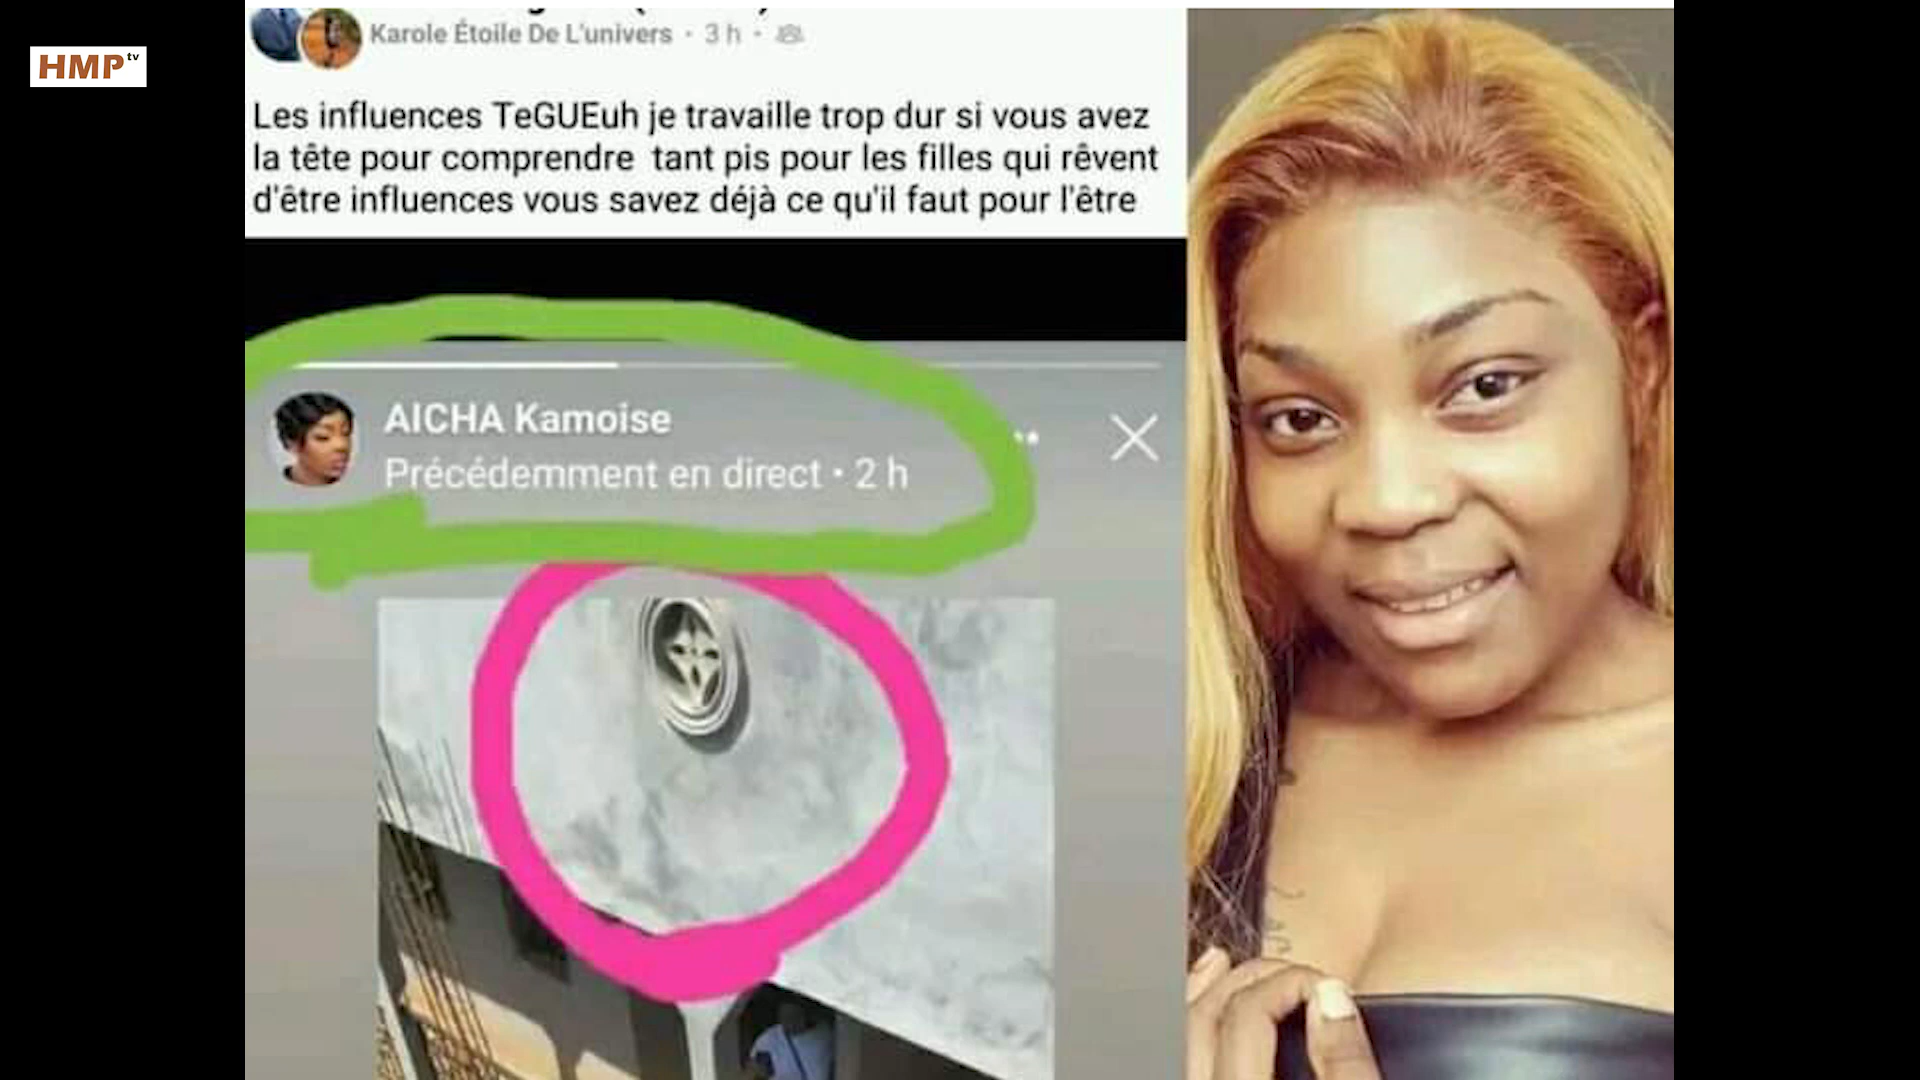 HMP tv
Karole Étoile De L'univers · 3 h ·
Les influences TeGUEuh je travaille trop dur si vous avez
la tête pour comprendre tant pis pour les filles qui rêvent
d'être influences vous savez déjà ce qu'il faut pour l'être
AICHA Kamoise
Précédemment en direct · 2 h